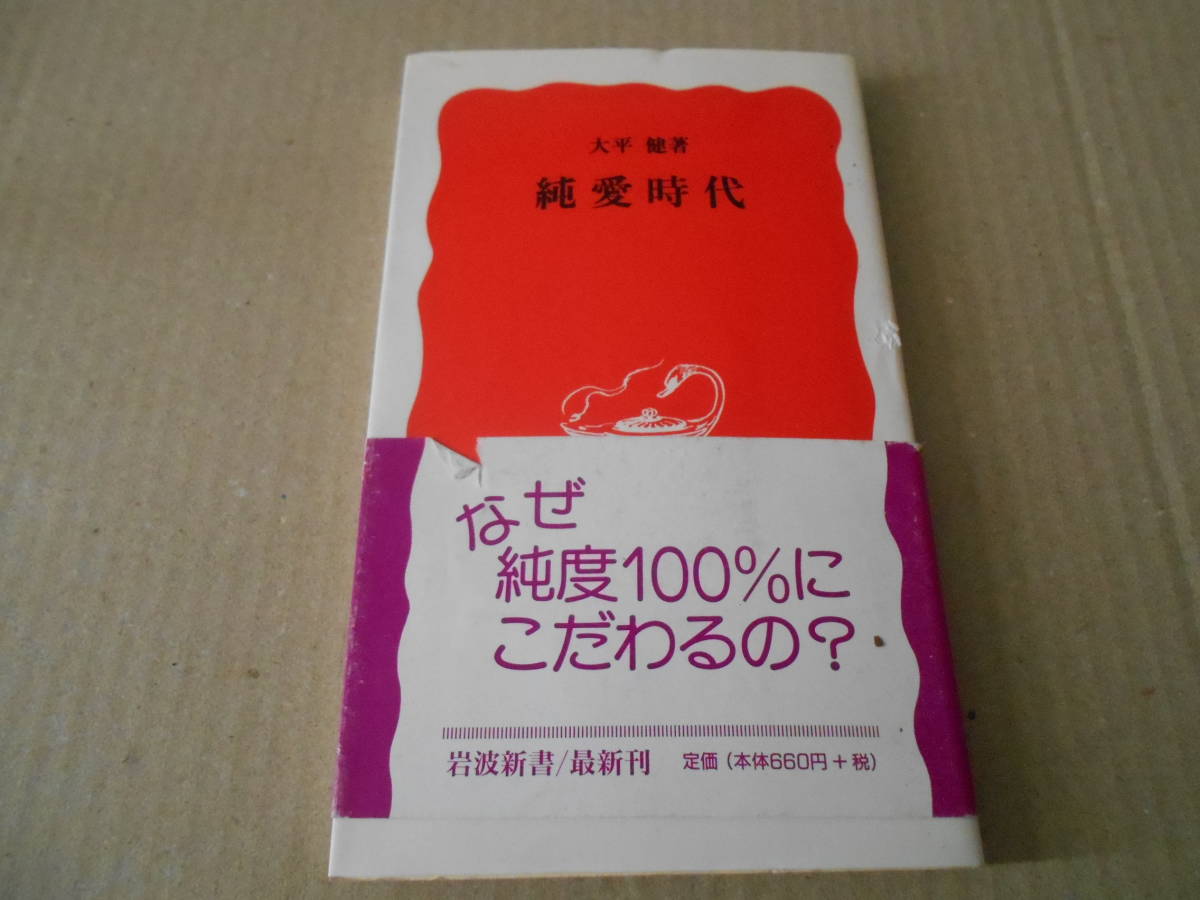 大平 健著
純愛時代
なぜ
純度100%に
こだわるの?
岩波新書/最新刊
定価(本体660円+税)